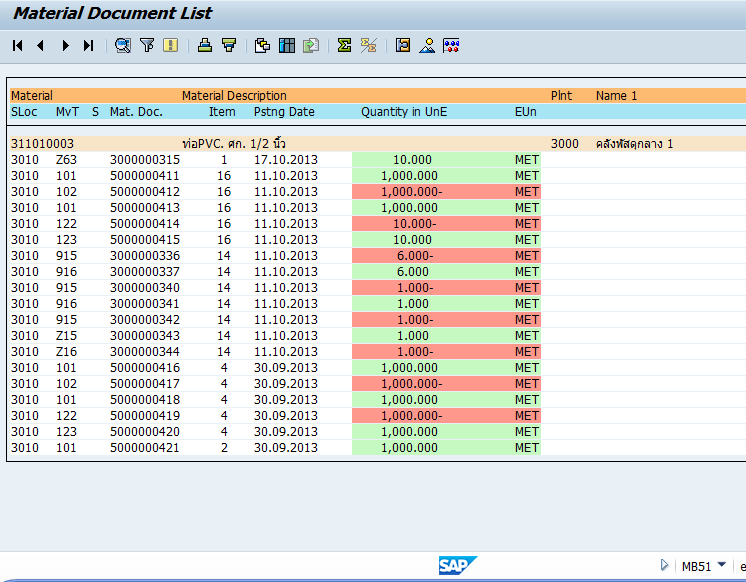 Material Document List
Material Material Description Plnt Name 1
SLoc MvT S Mat. Doc. Item Pstng Date Quantity in UnE EUn
311010003 ท่อPVC. ศก. 1/2 นิ้ว 3000 คลังพัสดุกลาง 1
3010 Z63 3000000315 1 17.10.2013 10.000 MET
3010 101 5000000411 16 11.10.2013 1,000.000 MET
3010 102 5000000412 16 11.10.2013 1,000.000- MET
3010 101 5000000413 16 11.10.2013 1,000.000 MET
3010 122 5000000414 16 11.10.2013 10.000- MET
3010 123 5000000415 16 11.10.2013 10.000 MET
3010 915 3000000336 14 11.10.2013 6.000- MET
3010 916 3000000337 14 11.10.2013 6.000 MET
3010 915 3000000340 14 11.10.2013 1.000- MET
3010 916 3000000341 14 11.10.2013 1.000 MET
3010 915 3000000342 14 11.10.2013 1.000- MET
3010 Z15 3000000343 14 11.10.2013 1.000 MET
3010 Z16 3000000344 14 11.10.2013 1.000- MET
3010 101 5000000416 4 30.09.2013 1,000.000 MET
3010 102 5000000417 4 30.09.2013 1,000.000- MET
3010 101 5000000418 4 30.09.2013 1,000.000 MET
3010 122 5000000419 4 30.09.2013 1,000.000- MET
3010 123 5000000420 4 30.09.2013 1,000.000 MET
3010 101 5000000421 2 30.09.2013 1,000.000 MET
SAP MB51